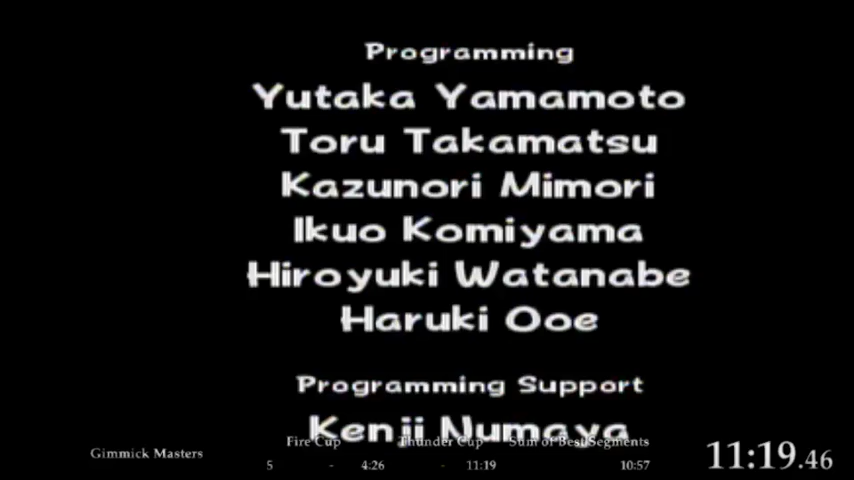 Programming
Yutaka Yamamoto
Toru Takamatsu
Kazunori Mimori
Ikuo Komiyama
Hiroyuki Watanabe
Haruki Ooe
Programming Support
Kenji Numaya
Fire Cup Thunder Cup Sum of Best Segments
Gimmick Masters
5 - 4:26 - 11:19 10:57
11:19.46